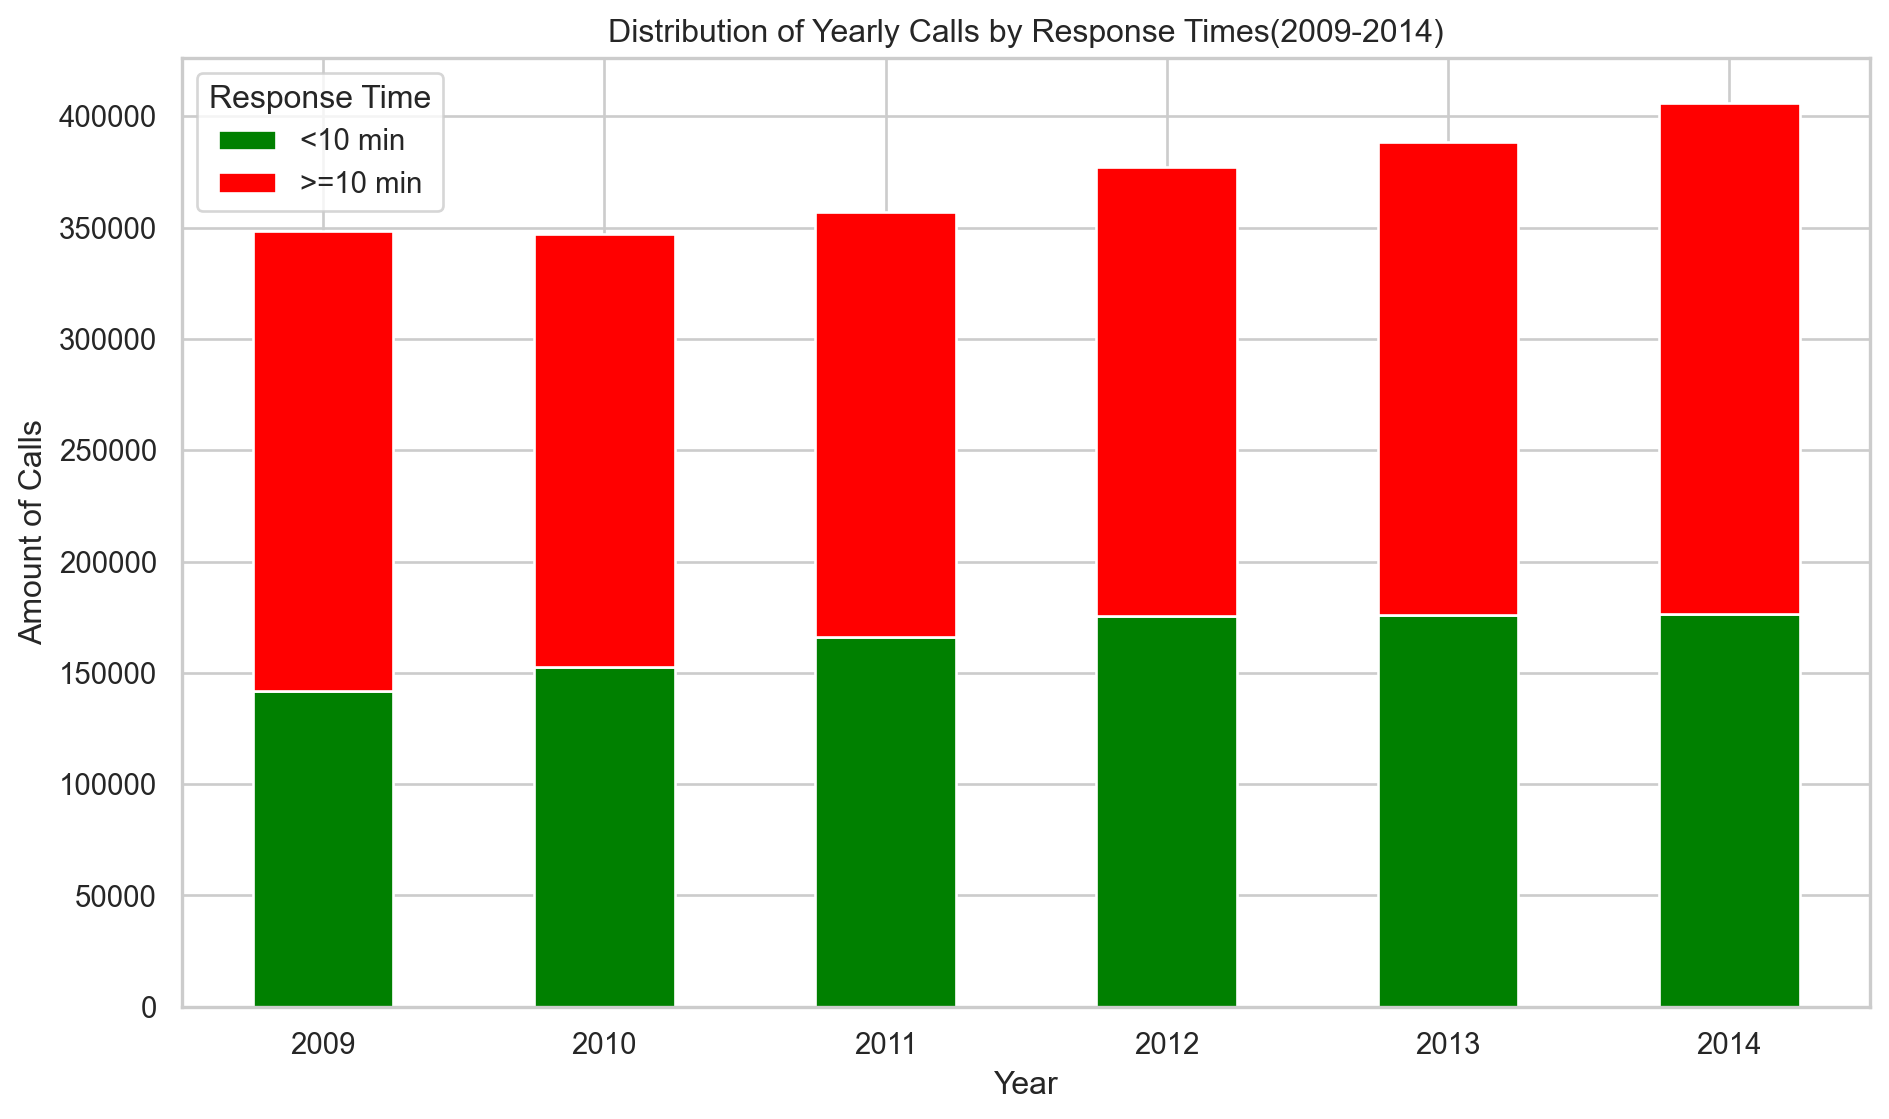 Distribution of Yearly Calls by Response Times(2009-2014)
Response Time
<10 min
>=10 min
400000
350000
300000
250000
200000
150000
100000
50000
0
Amount of Calls
2009 2010 2011 2012 2013 2014
Year